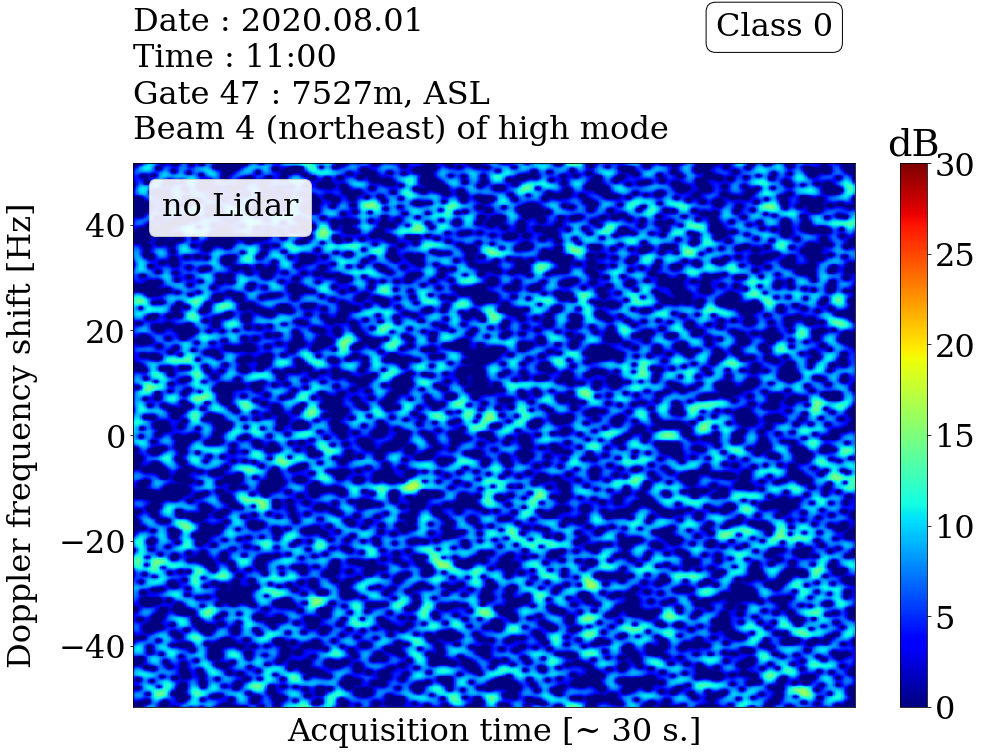 Date : 2020.08.01
Time : 11:00
Gate 47 : 7527m, ASL
Beam 4 (northeast) of high mode
Class 0
dB
no Lidar
Doppler frequency shift [Hz]
40
20
0
−20
−40
Acquisition time [~ 30 s.]
30
25
20
15
10
5
0